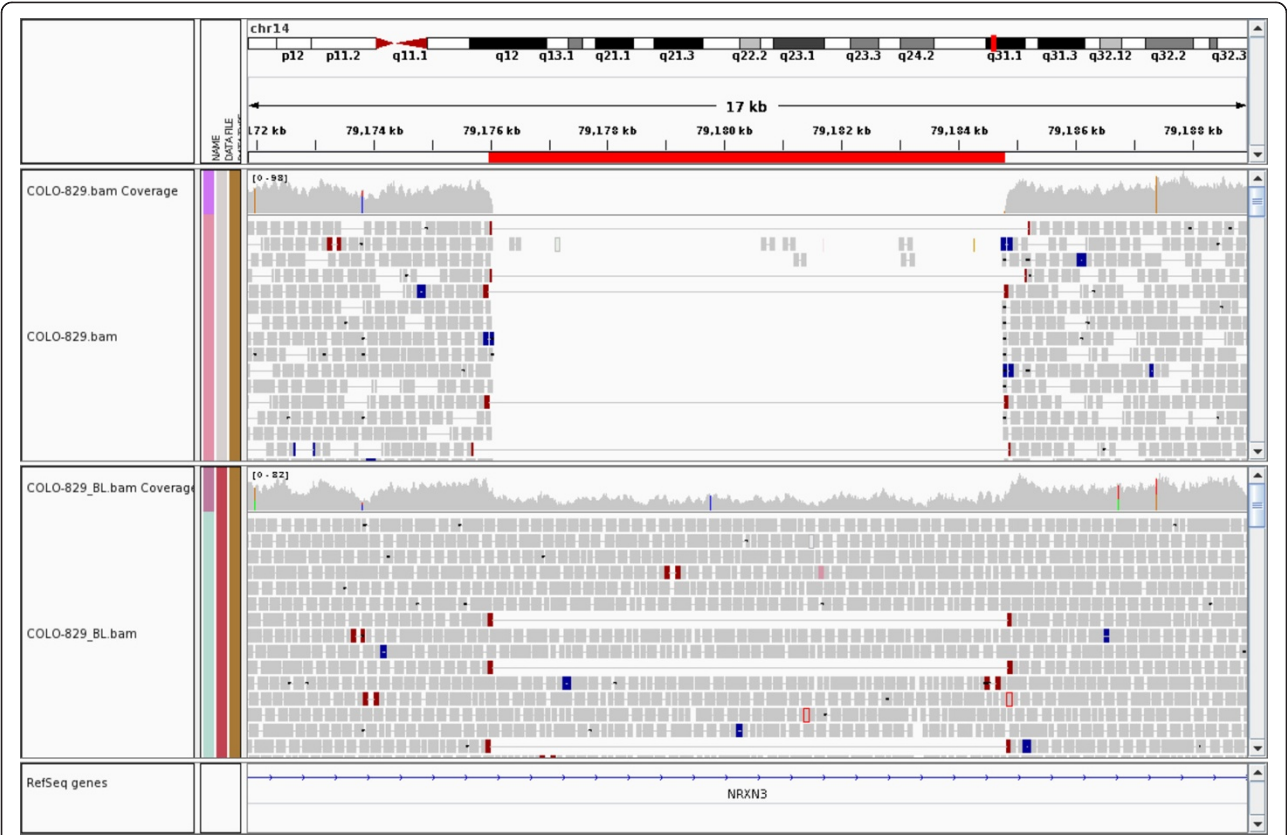 chr14
p12 p11.2 q11.1 q12 q13.1 q21.1 q21.3 q22.2 q23.1 q23.3 q24.2 q31.1 q31.3 q32.12 q32.2 q32.3
17 kb
NAME
DATA FILE
172 kb 79,174 kb 79,176 kb 79,178 kb 79,180 kb 79,182 kb 79,184 kb 79,186 kb 79,188 kb
[0 - 98]
COLO-829.bam Coverage
COLO-829.bam
[0 - 82]
COLO-829_BL.bam Coverage
COLO-829_BL.bam
RefSeq genes
NRXN3